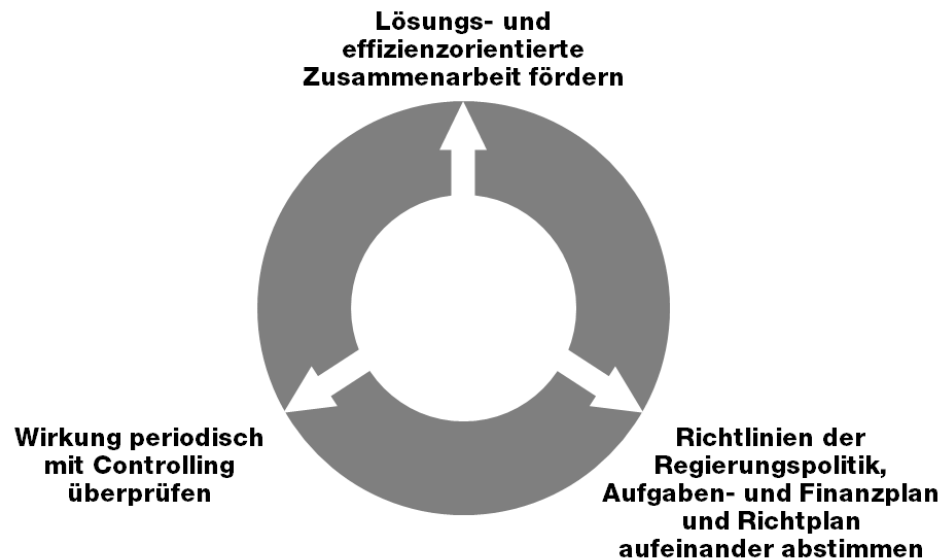 Lösungs- und
effizienzorientierte
Zusammenarbeit fördern
Wirkung periodisch
mit Controlling
überprüfen
Richtlinien der
Regierungspolitik,
Aufgaben- und Finanzplan
und Richtplan
aufeinander abstimmen